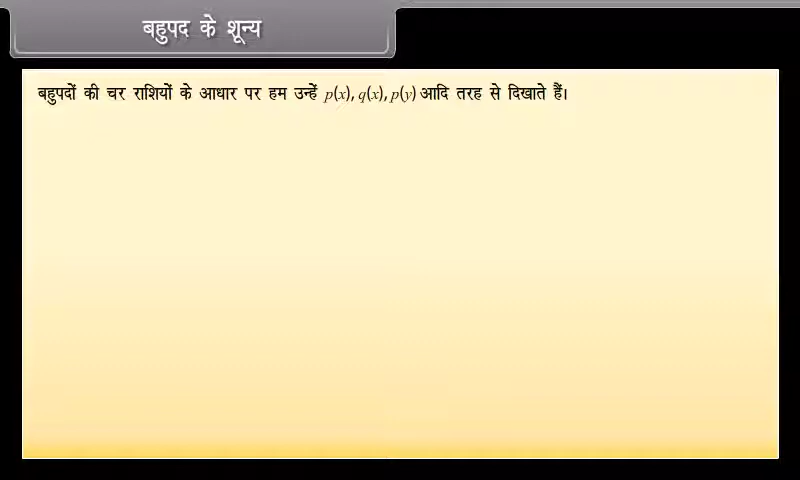 बहुपद के शून्य
बहुपदों की चर राशियों के आधार पर हम उन्हें p(x), q(x), p(y) आदि तरह से दिखाते हैं।